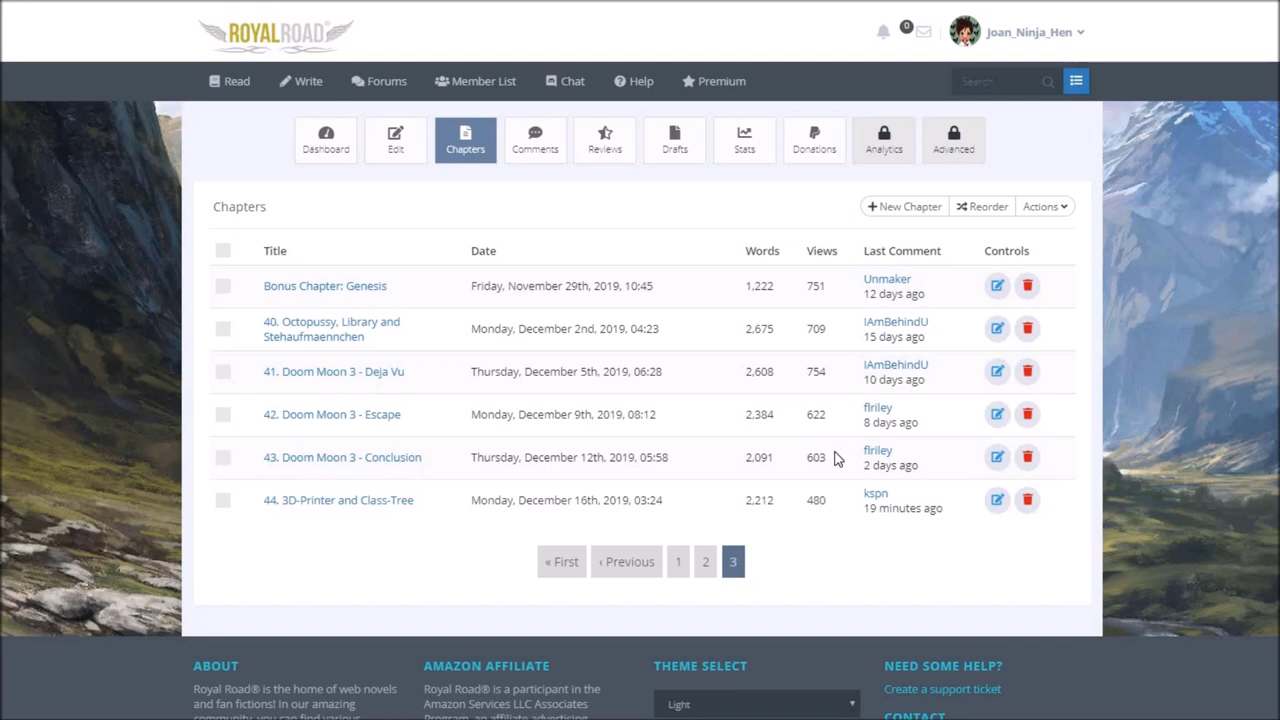 ROYALROAD®
0
Joan_Ninja_Hen
Read
Write
Forums
Member List
Chat
Help
Premium
Search
Dashboard
Edit
Chapters
Comments
Reviews
Drafts
Stats
Donations
Analytics
Advanced
Chapters
New Chapter
Reorder
Actions
Title Date Words Views Last Comment Controls
Bonus Chapter: Genesis Friday, November 29th, 2019, 10:45 1,222 751 Unmaker
12 days ago
40. Octopussy, Library and Monday, December 2nd, 2019, 04:23 2,675 709 IAmBehindU
Stehaufmaennchen 15 days ago
41. Doom Moon 3 - Deja Vu Thursday, December 5th, 2019, 06:28 2,608 754 IAmBehindU
10 days ago
42. Doom Moon 3 - Escape Monday, December 9th, 2019, 08:12 2,384 622 flriley
8 days ago
43. Doom Moon 3 - Conclusion Thursday, December 12th, 2019, 05:58 2,091 603 flriley
2 days ago
44. 3D-Printer and Class-Tree Monday, December 16th, 2019, 03:24 2,212 480 kspn
19 minutes ago
« First ‹ Previous 1 2 3
ABOUT
Royal Road® is the home of web novels
and fan fictions! In our amazing
community, you can find various
AMAZON AFFILIATE
Royal Road® is a participant in the
Amazon Services LLC Associates
Program, an affiliate advertising
THEME SELECT
Light
NEED SOME HELP?
Create a support ticket
CONTACT